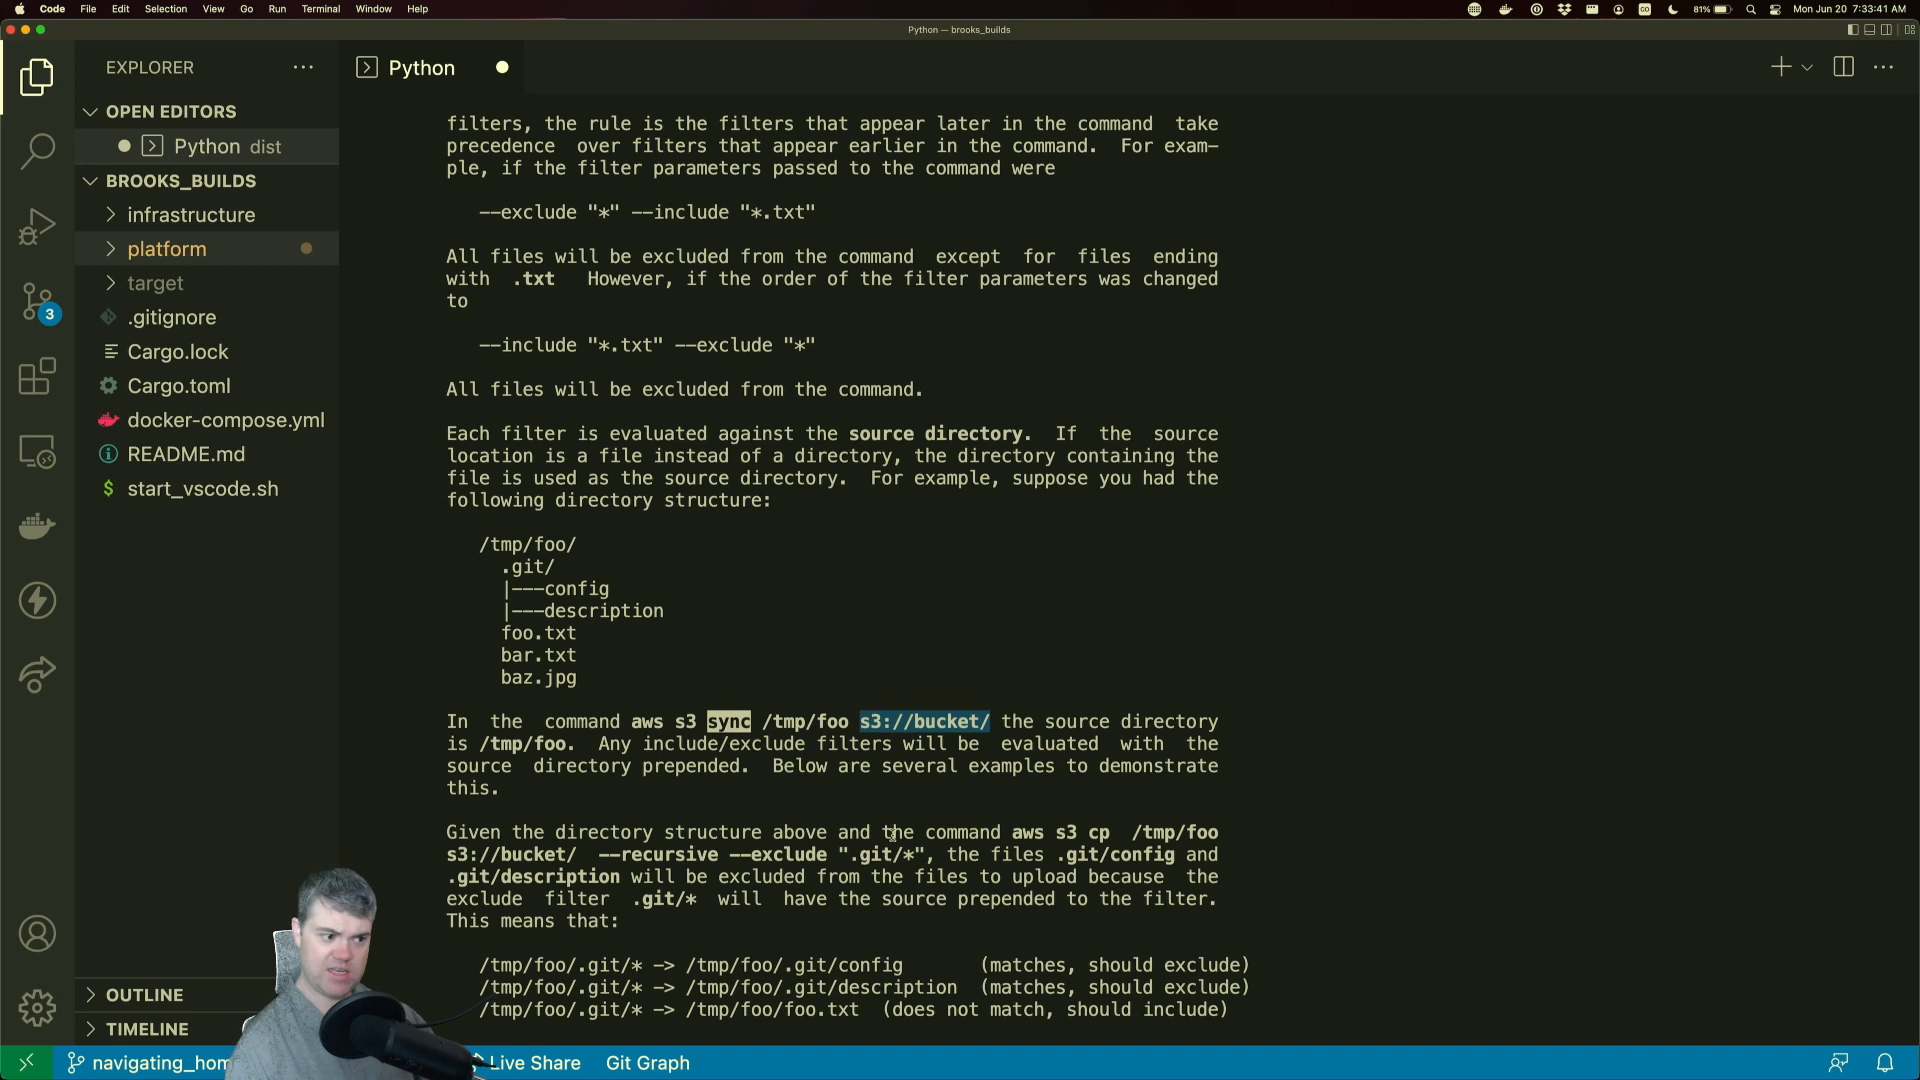 Code File Edit Selection View Go Run Terminal Window Help
81% Mon Jun 20 7:33:41 AM
Python — brooks_builds
EXPLORER
Python
OPEN EDITORS
Python dist
BROOKS_BUILDS
infrastructure
platform
target
.gitignore
Cargo.lock
Cargo.toml
docker-compose.yml
README.md
$ start_vscode.sh
3
OUTLINE
TIMELINE
filters, the rule is the filters that appear later in the command take
precedence over filters that appear earlier in the command. For exam-
ple, if the filter parameters passed to the command were
--exclude "*" --include "*.txt"
All files will be excluded from the command except for files ending
with .txt However, if the order of the filter parameters was changed
to
--include "*.txt" --exclude "*"
All files will be excluded from the command.
Each filter is evaluated against the source directory. If the source
location is a file instead of a directory, the directory containing the
file is used as the source directory. For example, suppose you had the
following directory structure:
/tmp/foo/
.git/
|---config
|---description
foo.txt
bar.txt
baz.jpg
In the command aws s3 sync /tmp/foo s3://bucket/ the source directory
is /tmp/foo. Any include/exclude filters will be evaluated with the
source directory prepended. Below are several examples to demonstrate
this.
Given the directory structure above and the command aws s3 cp /tmp/foo
s3://bucket/ --recursive --exclude ".git/*", the files .git/config and
.git/description will be excluded from the files to upload because the
exclude filter .git/* will have the source prepended to the filter.
This means that:
/tmp/foo/.git/* -> /tmp/foo/.git/config (matches, should exclude)
/tmp/foo/.git/* -> /tmp/foo/.git/description (matches, should exclude)
/tmp/foo/.git/* -> /tmp/foo/foo.txt (does not match, should include)
Live Share Git Graph